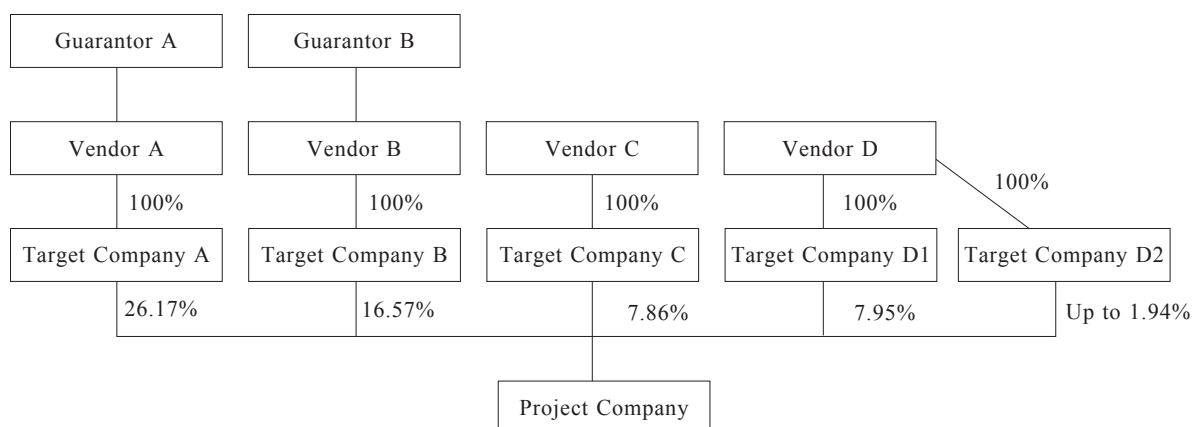 Guarantor A
Guarantor B
Vendor A
Vendor B
Vendor C
Vendor D
100%
100%
100%
100%
100%
Target Company A
Target Company B
Target Company C
Target Company D1
Target Company D2
26.17%
16.57%
7.86%
7.95%
Up to 1.94%
Project Company